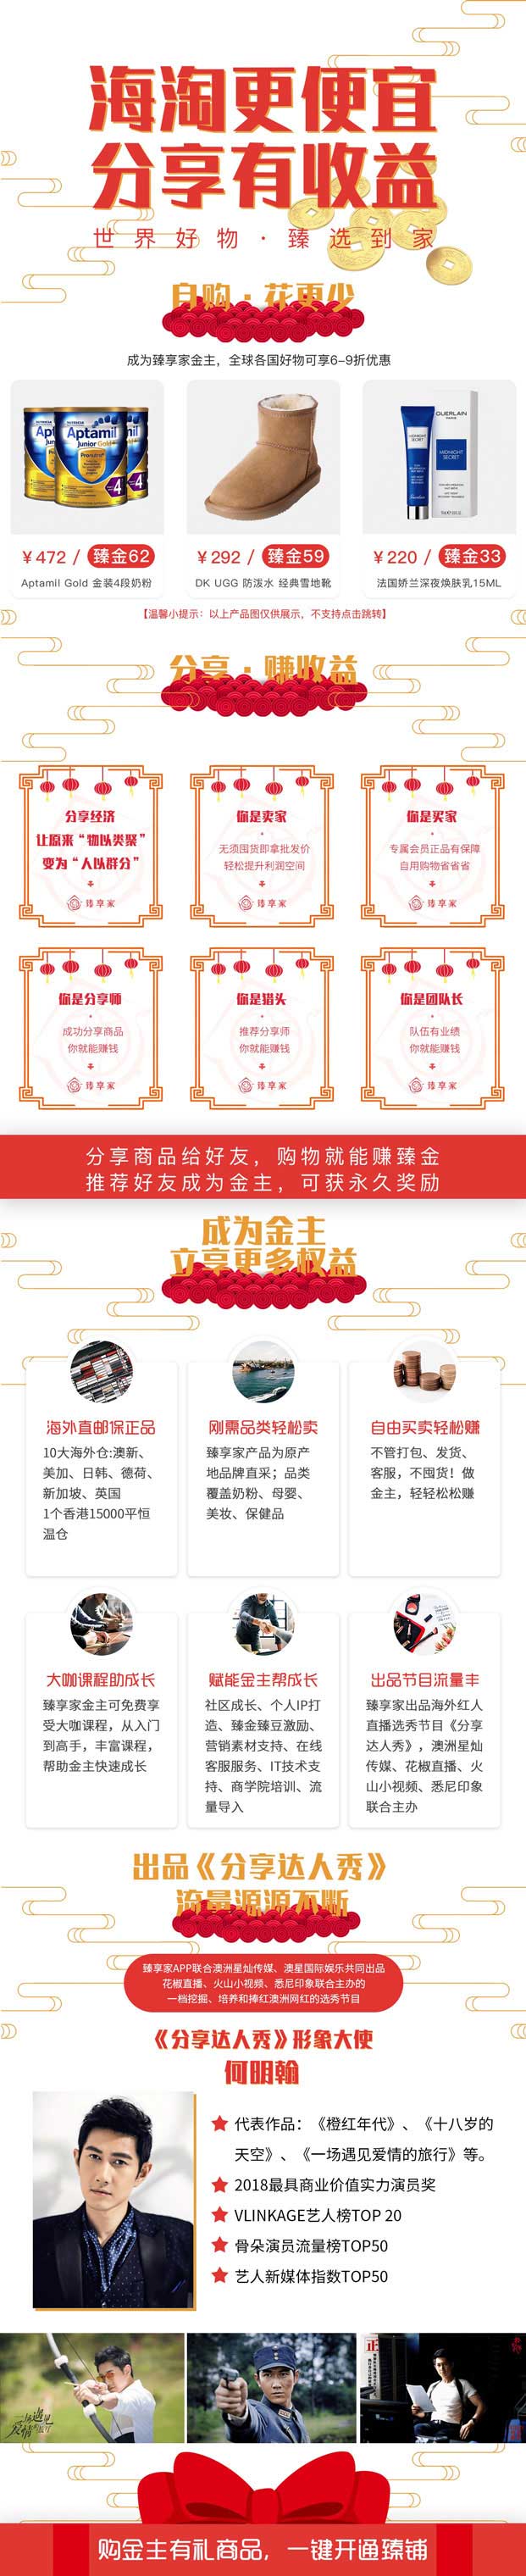 海淘更便宜
分享有收益
世界好物·臻选到家
自购·花更少
成为臻享家金主，全球各国好物可享6-9折优惠
Aptamil
Junior Gold
Pronutra
4
GUERLAIN
MIDNIGHT
SECRET
¥472 / 臻金62
Aptamil Gold 金装4段奶粉
¥292 / 臻金59
DK UGG 防泼水 经典雪地靴
¥220 / 臻金33
法国娇兰深夜焕肤乳15ML
【温馨小提示：以上产品图仅供展示，不支持点击跳转】
分享·赚收益
分享经济
让原来“物以类聚”
变为“人以群分”
臻享家
你是卖家
无须囤货即拿批发价
轻松提升利润空间
臻享家
你是买家
专属会员正品有保障
自用购物省省省
臻享家
你是分享师
成功分享商品
你就能赚钱
臻享家
你是猎头
推荐分享师
你就能赚钱
臻享家
你是团队长
队伍有业绩
你就能赚钱
臻享家
分享商品给好友，购物就能赚臻金
推荐好友成为金主，可获永久奖励
成为金主
立享更多权益
海外直邮保正品
10大海外仓:澳新、
美加、日韩、德荷、
新加坡、英国
1个香港15000平恒
温仓
刚需品类轻松卖
臻享家产品为原产
地品牌直采；品类
覆盖奶粉、母婴、
美妆、保健品
自由买卖轻松赚
不管打包、发货、
客服，不囤货！做
金主，轻轻松松赚
大咖课程助成长
臻享家金主可免费享
受大咖课程，从入门
到高手，丰富课程，
帮助金主快速成长
赋能金主帮成长
社区成长、个人IP打
造、臻金臻豆激励、
营销素材支持、在线
客服服务、IT技术支
持、商学院培训、流
量导入
出品节目流量丰
臻享家出品海外红人
直播选秀节目《分享
达人秀》，澳洲星灿
传媒、花椒直播、火
山小视频、悉尼印象
联合主办
出品《分享达人秀》
流量源源不断
臻享家APP联合澳洲星灿传媒、澳星国际娱乐共同出品
花椒直播、火山小视频、悉尼印象联合主办的
一档挖掘、培养和捧红澳洲网红的选秀节目
《分享达人秀》形象大使
何明翰
代表作品：《橙红年代》、《十八岁的
天空》、《一场遇见爱情的旅行》等。
2018最具商业价值实力演员奖
VLINKAGE艺人榜TOP 20
骨朵演员流量榜TOP50
艺人新媒体指数TOP50
一场遇见
爱情的旅行
正
购金主有礼商品，一键开通臻铺